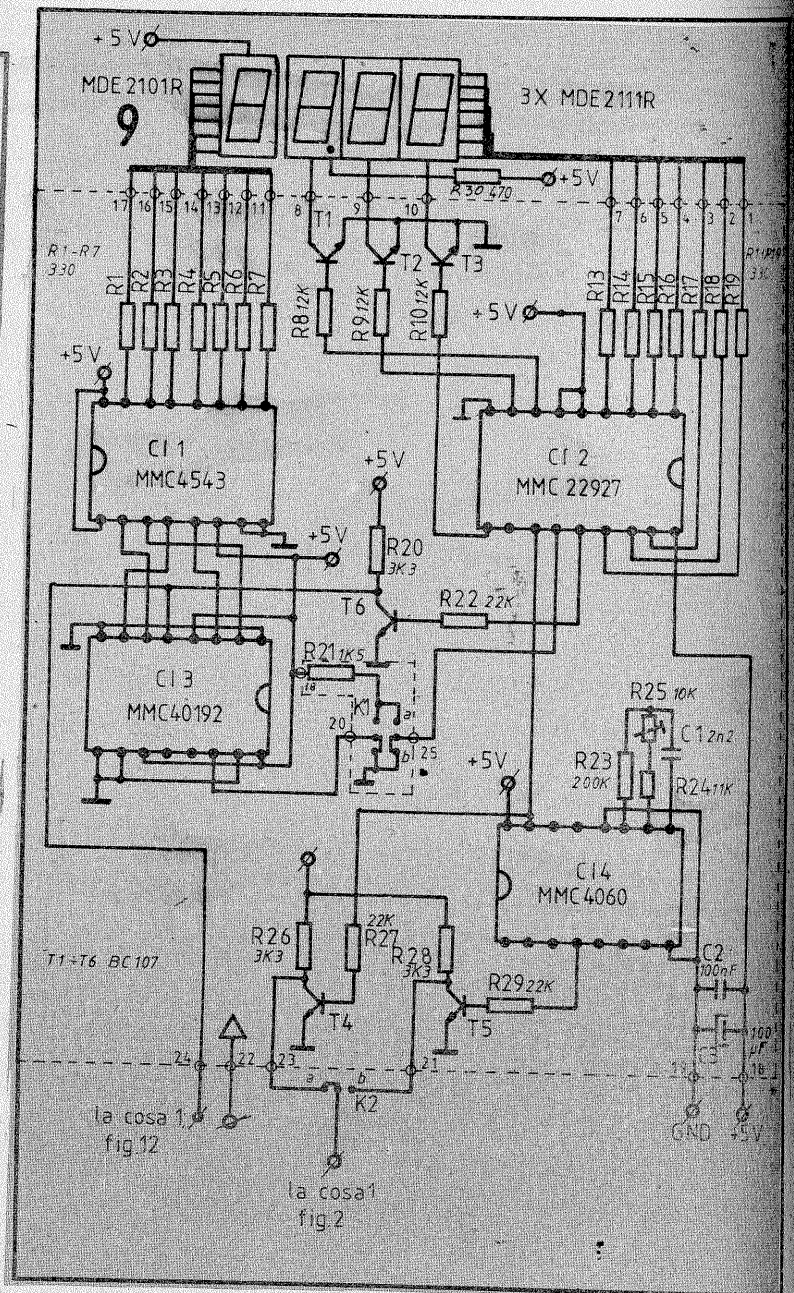 +5V
MDE2101R
3X MDE2111R
9
R30 470
+5V
17 16 15 14 13 12 11
8 9 10
7 6 5 4 3 2 1
T1
T2
T3
R1-R7
330
R1 R2 R3 R4 R5 R6 R7
R8 12K
R9 12K
R10 12K
+5V
R13 R14 R15 R16 R17 R18 R19
+5V
CI 1
MMC4543
CI 2
MMC 22927
+5V
+5V
R20
3K3
T6
R22 22K
R21 1K5
18
CI 3
MMC40192
K1
a
20
25
b
R25 10K
C1 2n2
R23
200K
R24 11K
+5V
CI4
MMC4060
R26
3K3
22K
R27
R28
3K3
T1÷T6 BC107
R29 22K
C2
100nF
T4
T5
100
µF
C3
24 22 23 21 19 18
a b
K2
la cosa 1
fig.12
GND +5V
la cosa1
fig.2